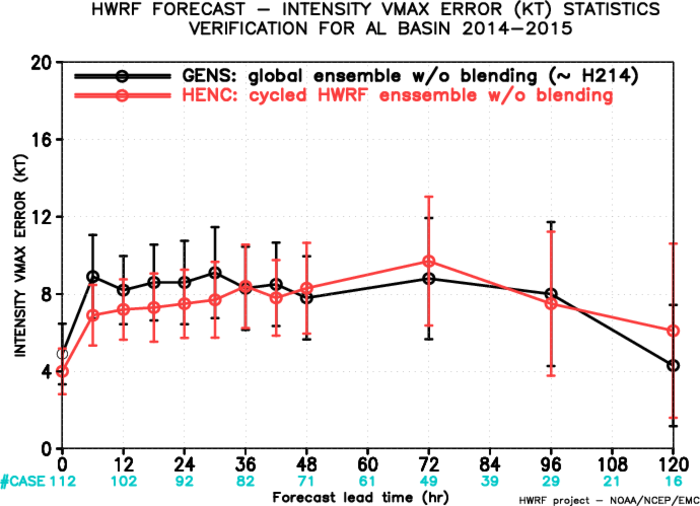 HWRF FORECAST – INTENSITY VMAX ERROR (KT) STATISTICS
VERIFICATION FOR AL BASIN 2014–2015
GENS: global ensemble w/o blending (~ H214)
HENC: cycled HWRF enssemble w/o blending
INTENSITY VMAX ERROR (KT)
20
16
12
8
4
0
0 12 24 36 48 60 72 84 96 108 120
#CASE 112 102 92 82 71 61 49 39 29 21 16
Forecast lead time (hr)
HWRF project – NOAA/NCEP/EMC